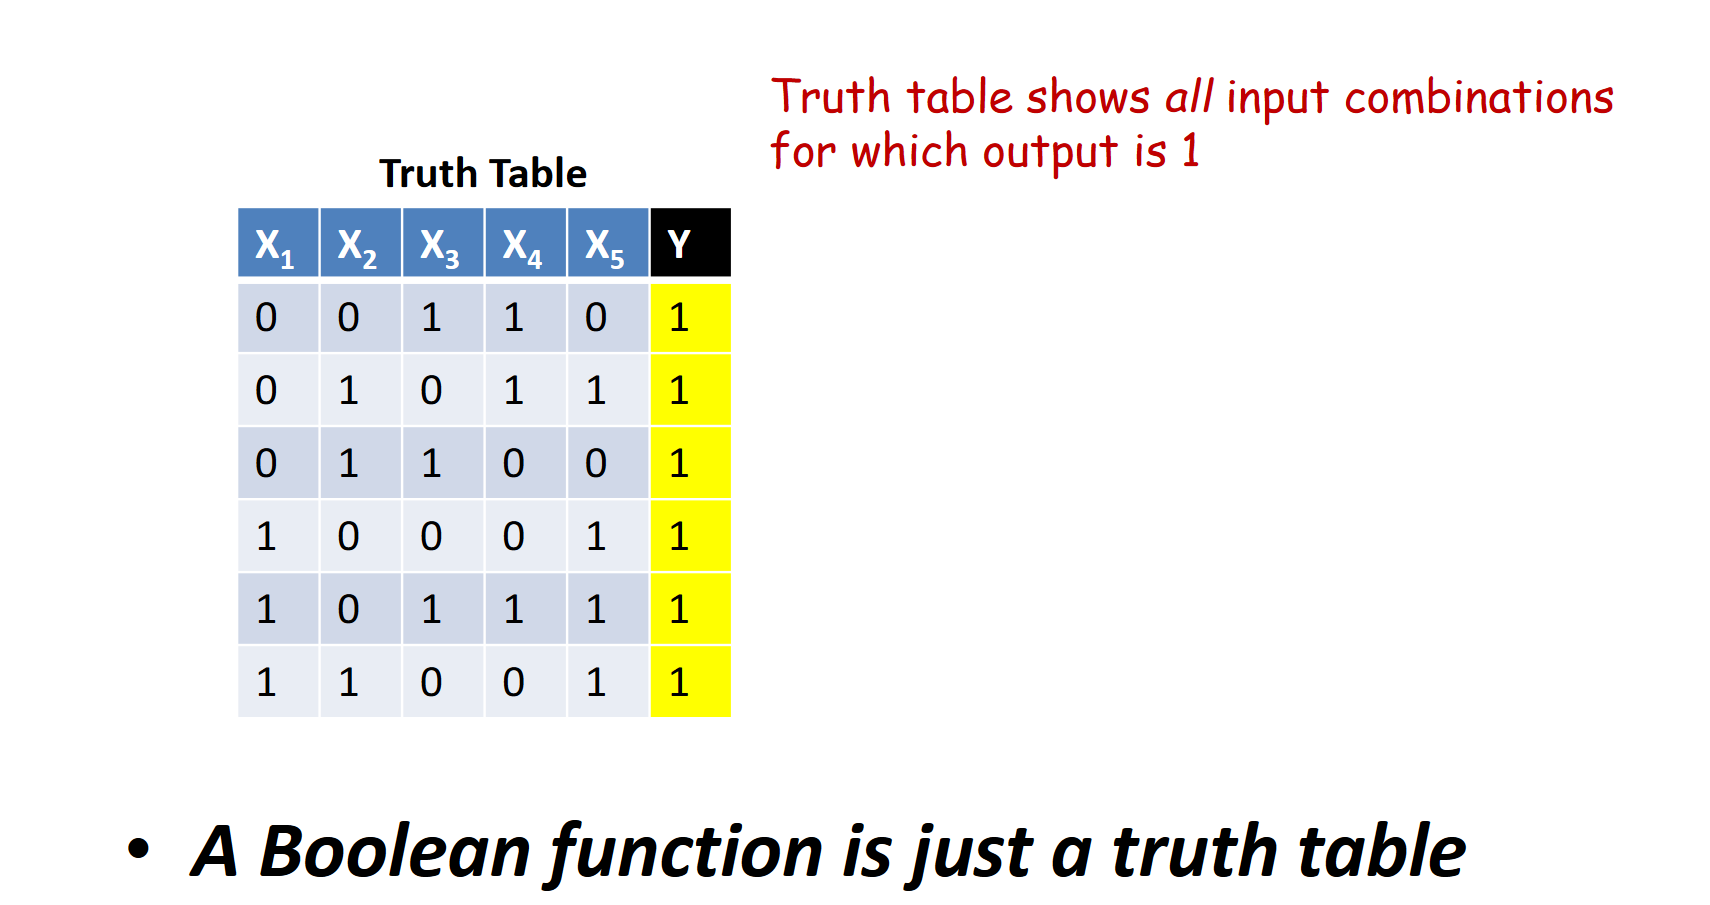 Truth table shows all input combinations
for which output is 1
Truth Table
X₁ X₂ X₃ X₄ X₅ Y
0 0 1 1 0 1
0 1 0 1 1 1
0 1 1 0 0 1
1 0 0 0 1 1
1 0 1 1 1 1
1 1 0 0 1 1
• A Boolean function is just a truth table